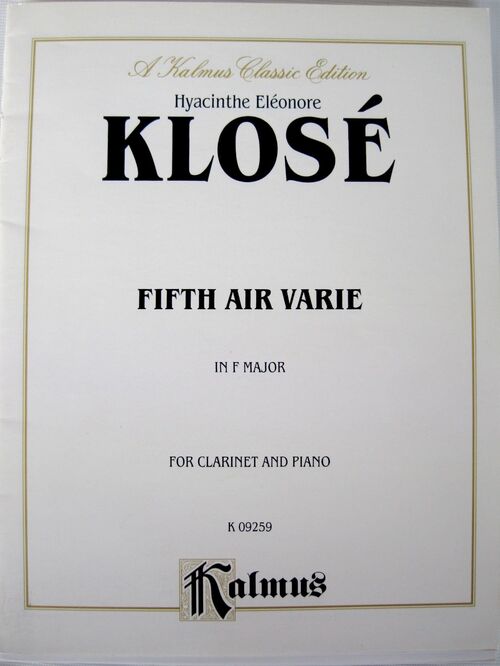 A Kalmus Classic Edition
Hyacinthe Eléonore
KLOSÉ
FIFTH AIR VARIE
IN F MAJOR
FOR CLARINET AND PIANO
K 09259
Kalmus